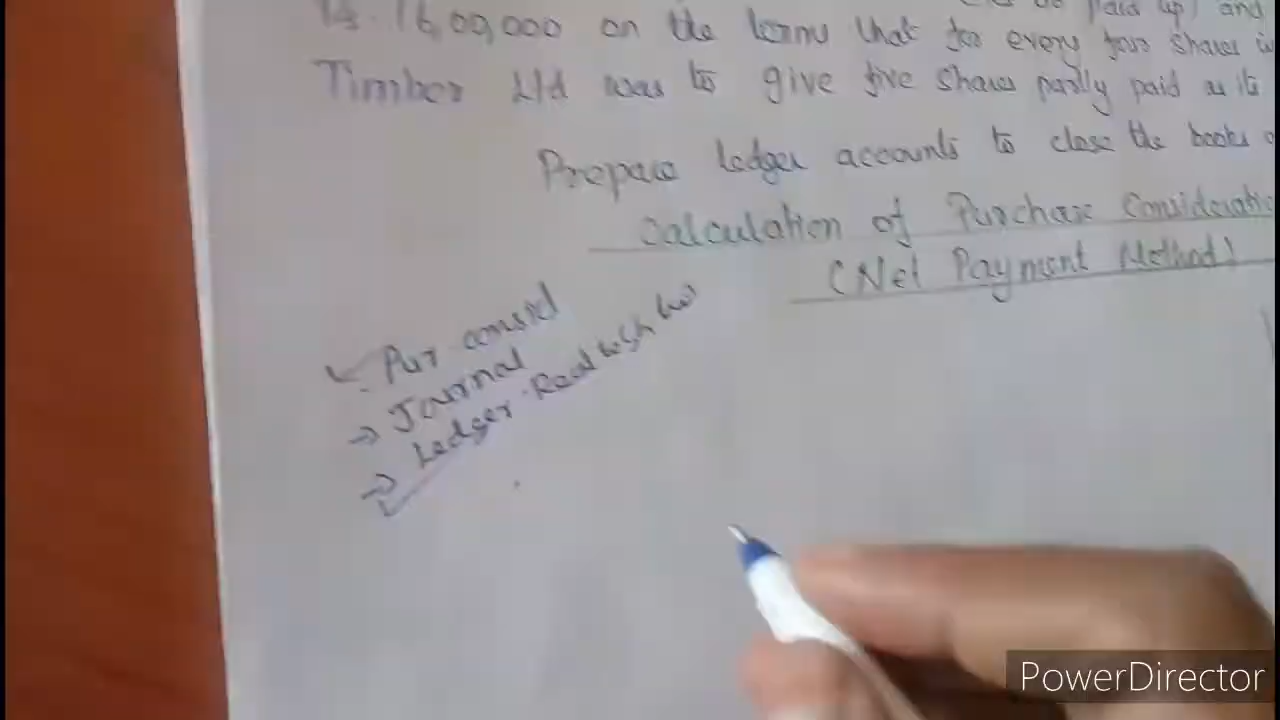 Rs. 16,00,000 on the terms that for every four shares in
Timber Ltd was to give five shares partly paid as its
Prepare ledger accounts to close the books
Calculation of Purchase Consideratio
(Net Payment Method)
Pur consid
→ Journal
→ Ledger
PowerDirector